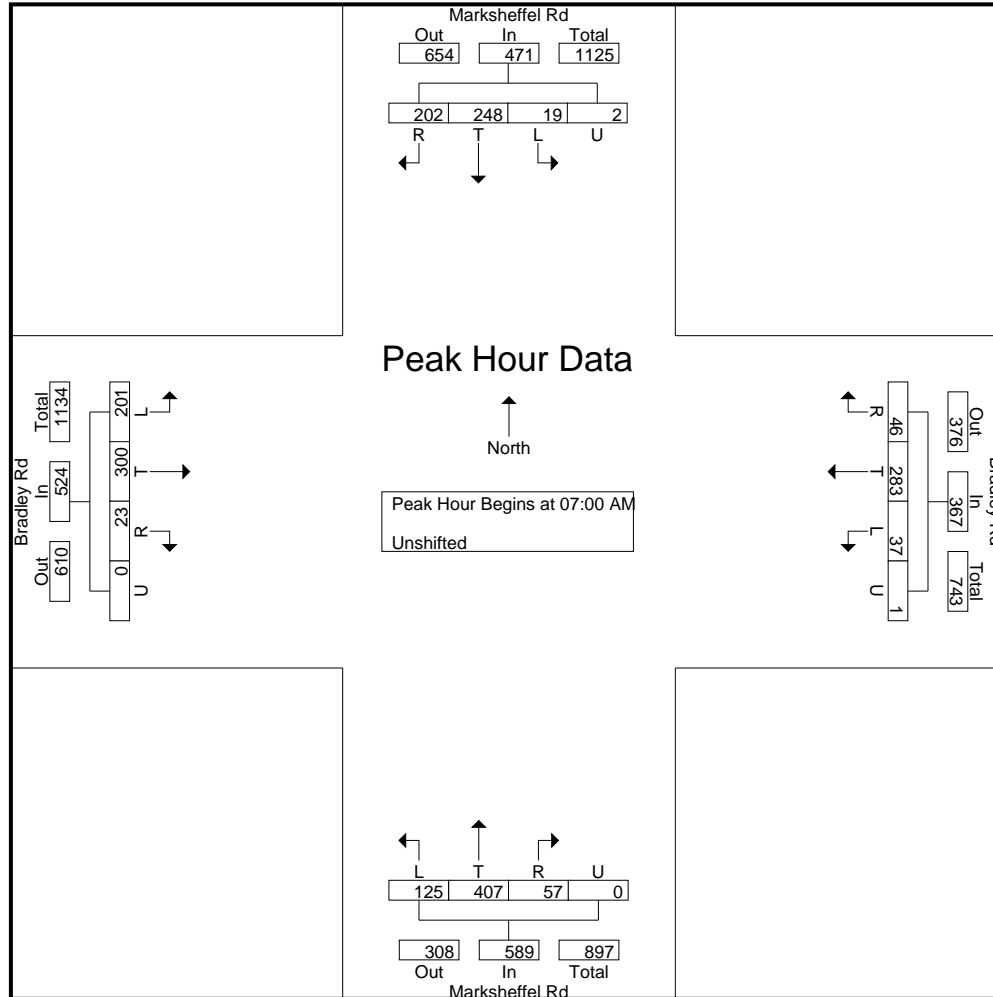 Marksheffel Rd
Out In Total
654 471 1125
202 248 19 2
R T L U
Peak Hour Data
North
Peak Hour Begins at 07:00 AM
Unshifted
Bradley Rd
Total In Out
1134 524 610
201 300 23 0
L T R U
R T L U
46 283 37 1
Out In Total
376 367 743
Bradley Rd
L T R U
125 407 57 0
308 589 897
Out In Total
Marksheffel Rd